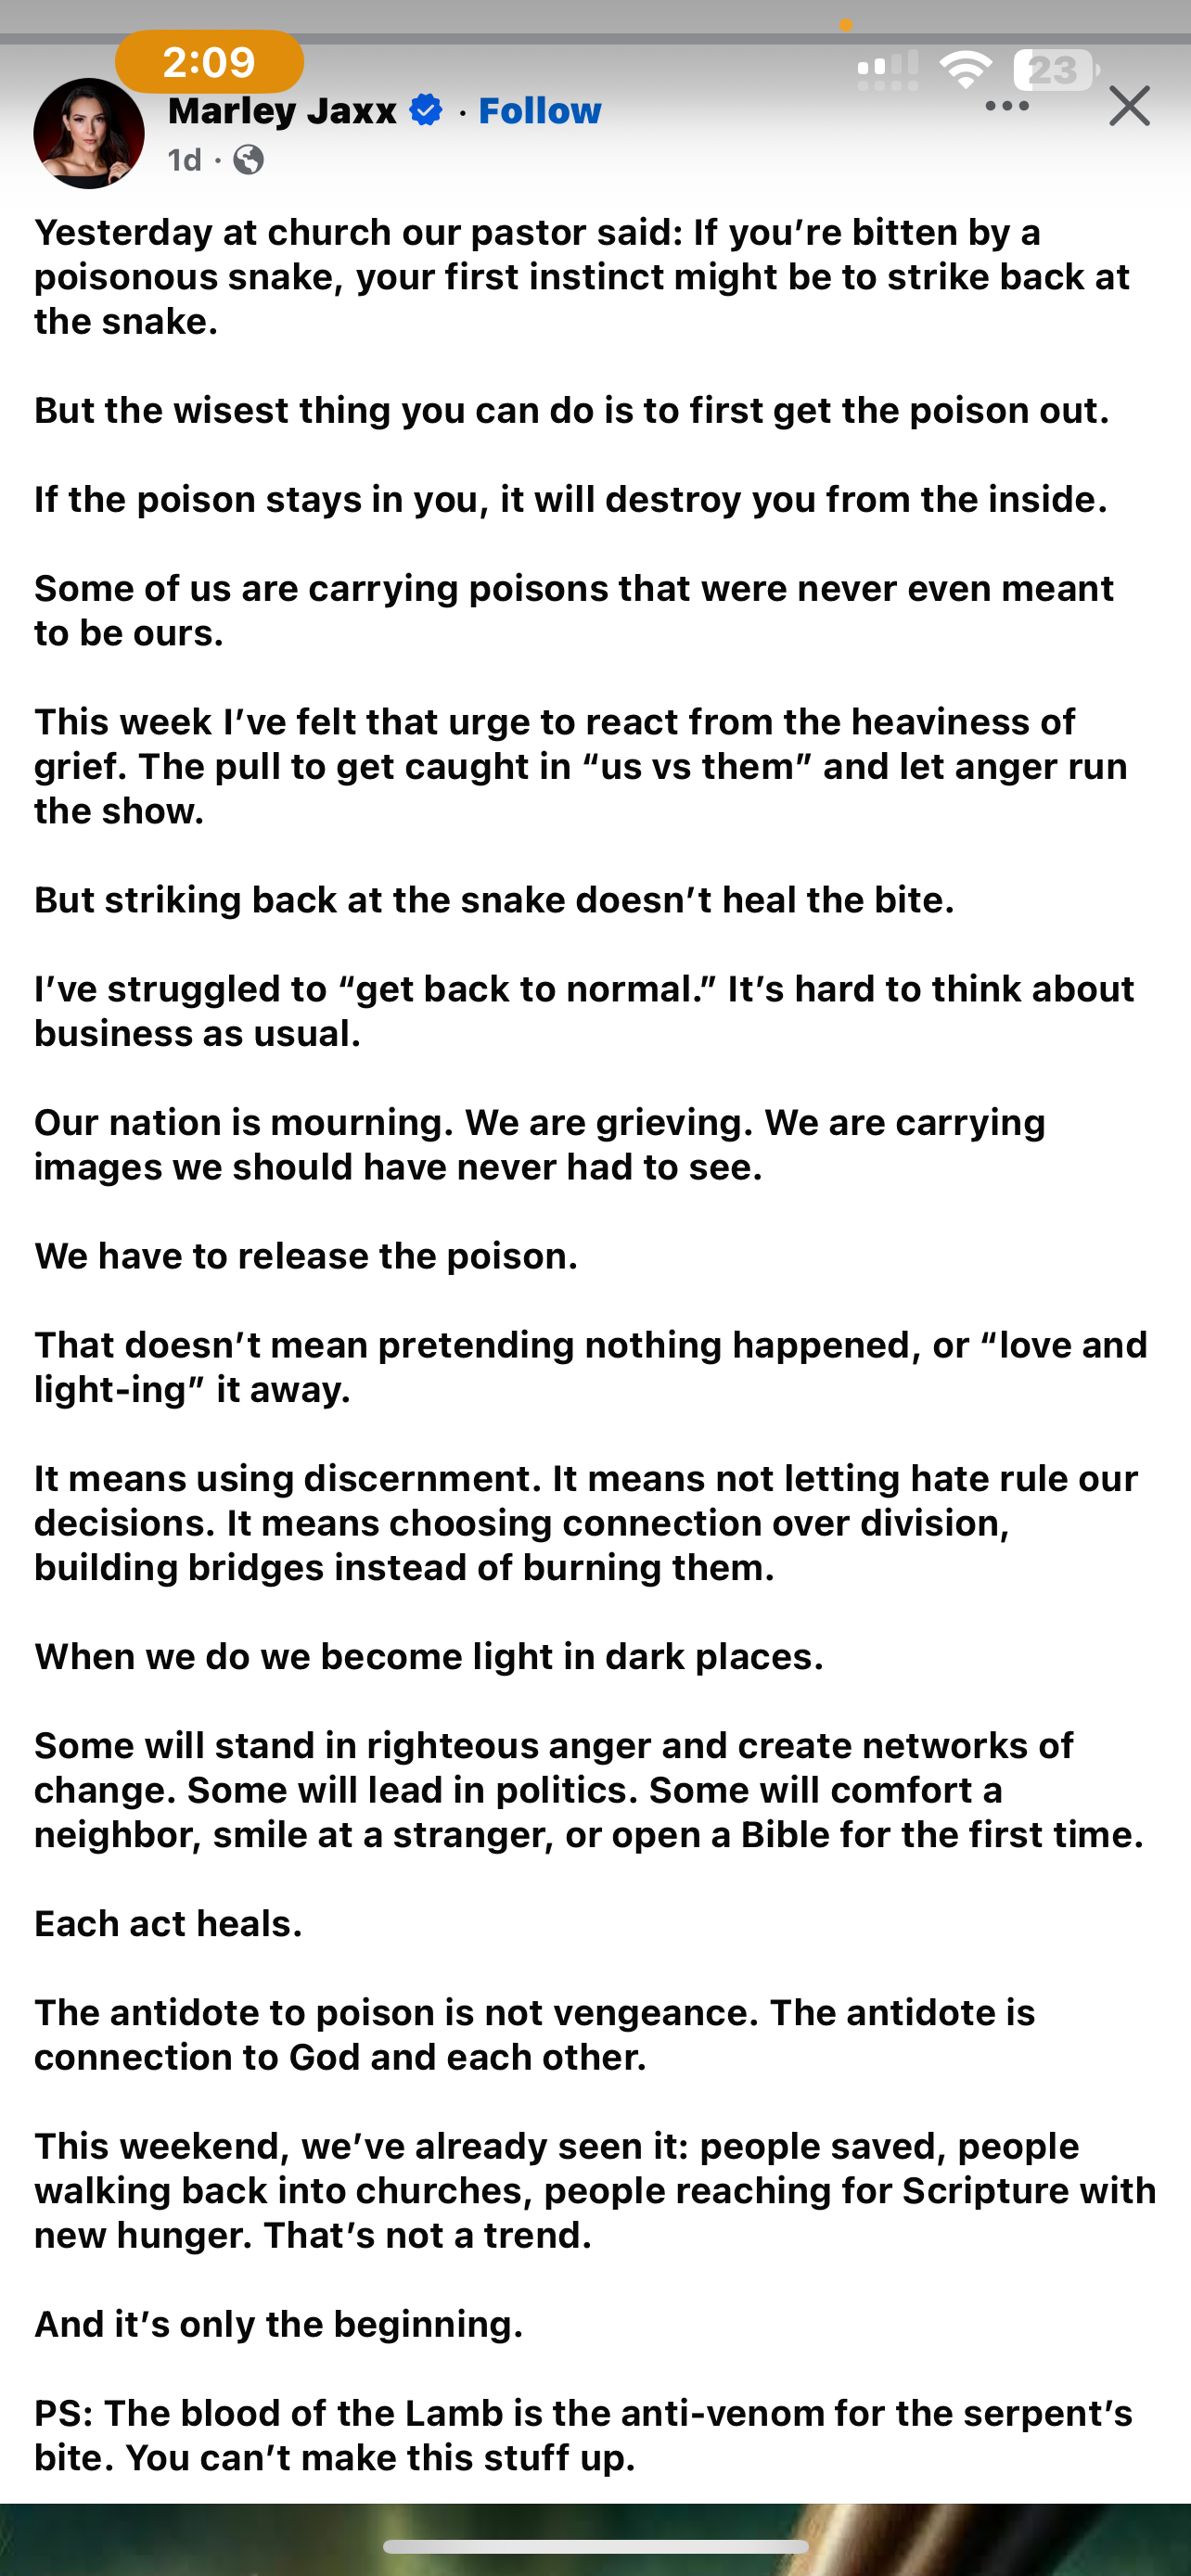 2:09
23
Marley Jaxx · Follow
1d ·
Yesterday at church our pastor said: If you’re bitten by a
poisonous snake, your first instinct might be to strike back at
the snake.
But the wisest thing you can do is to first get the poison out.
If the poison stays in you, it will destroy you from the inside.
Some of us are carrying poisons that were never even meant
to be ours.
This week I’ve felt that urge to react from the heaviness of
grief. The pull to get caught in “us vs them” and let anger run
the show.
But striking back at the snake doesn’t heal the bite.
I’ve struggled to “get back to normal.” It’s hard to think about
business as usual.
Our nation is mourning. We are grieving. We are carrying
images we should have never had to see.
We have to release the poison.
That doesn’t mean pretending nothing happened, or “love and
light-ing” it away.
It means using discernment. It means not letting hate rule our
decisions. It means choosing connection over division,
building bridges instead of burning them.
When we do we become light in dark places.
Some will stand in righteous anger and create networks of
change. Some will lead in politics. Some will comfort a
neighbor, smile at a stranger, or open a Bible for the first time.
Each act heals.
The antidote to poison is not vengeance. The antidote is
connection to God and each other.
This weekend, we’ve already seen it: people saved, people
walking back into churches, people reaching for Scripture with
new hunger. That’s not a trend.
And it’s only the beginning.
PS: The blood of the Lamb is the anti-venom for the serpent’s
bite. You can’t make this stuff up.